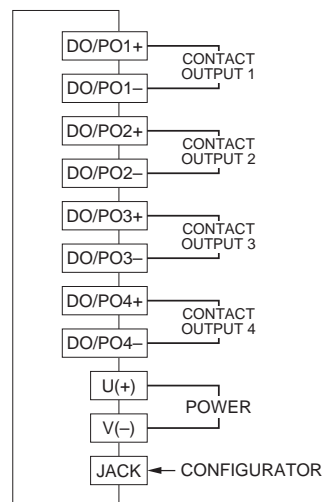 DO/PO1+
CONTACT
OUTPUT 1
DO/PO1–
DO/PO2+
CONTACT
OUTPUT 2
DO/PO2–
DO/PO3+
CONTACT
OUTPUT 3
DO/PO3–
DO/PO4+
CONTACT
OUTPUT 4
DO/PO4–
U(+)
POWER
V(–)
JACK
CONFIGURATOR